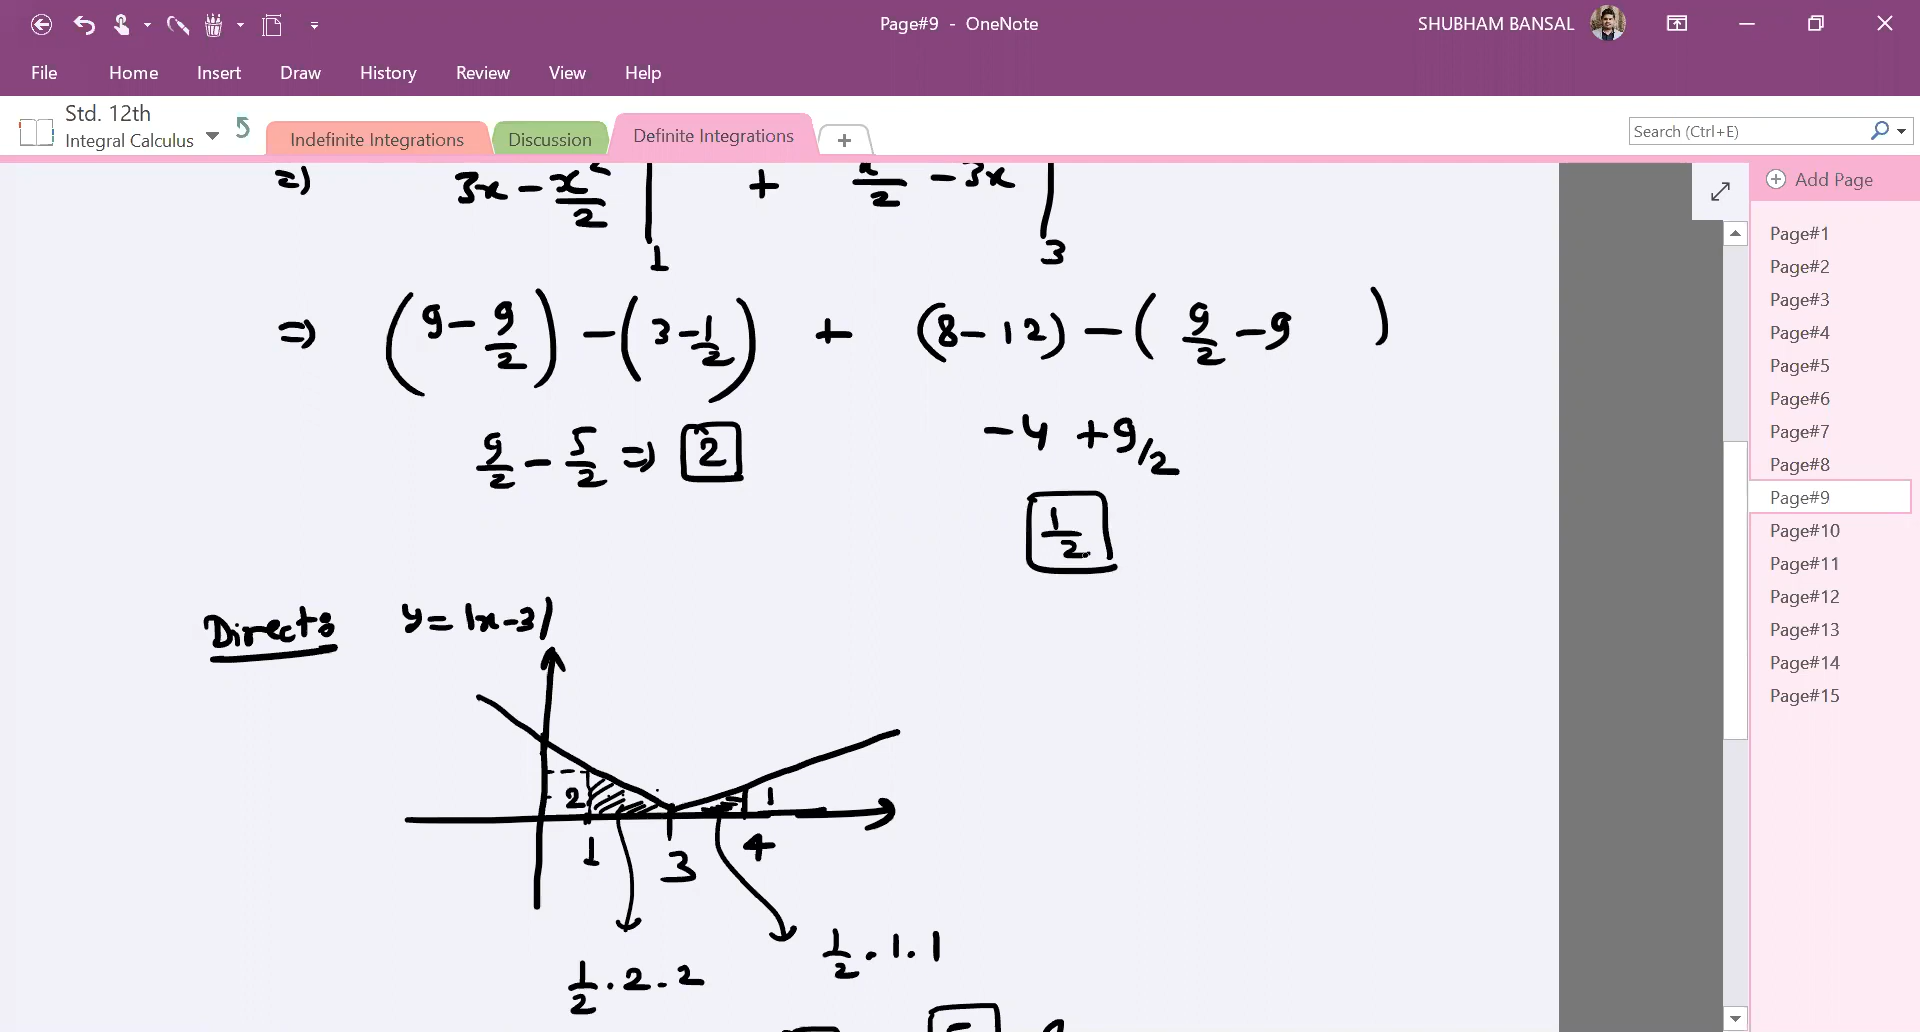 Page#9 - OneNote
SHUBHAM BANSAL
File Home Insert Draw History Review View Help
Std. 12th
Integral Calculus
Indefinite Integrations
Discussion
Definite Integrations
+
Search (Ctrl+E)
Add Page
Page#1
Page#2
Page#3
Page#4
Page#5
Page#6
Page#7
Page#8
Page#9
Page#10
Page#11
Page#12
Page#13
Page#14
Page#15
=) 3x - x²/2 |1 + x²/2 - 3x |3
=> (9 - 9/2) - (3 - 1/2) + (8 - 12) - (9/2 - 9)
9/2 - 5/2 => 2
-4 + 9/2
1/2
Direct: y = |x-3|
2 1
1 3 4
1/2 . 1 . 1
1/2 . 2 . 2